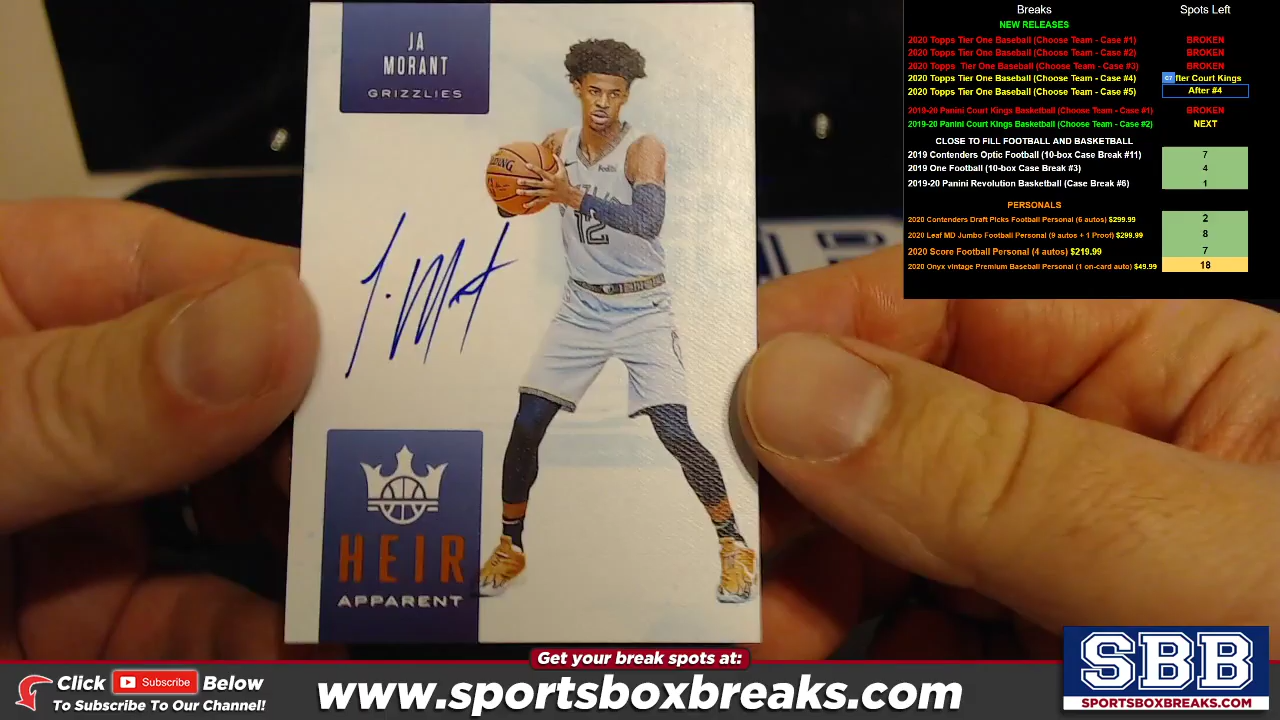 JA
MORANT
GRIZZLIES
FedEx
12
HEIR
APPARENT
Breaks Spots Left
NEW RELEASES
2020 Topps Tier One Baseball (Choose Team - Case #1) BROKEN
2020 Topps Tier One Baseball (Choose Team - Case #2) BROKEN
2020 Topps Tier One Baseball (Choose Team - Case #3) BROKEN
2020 Topps Tier One Baseball (Choose Team - Case #4) fter Court Kings
2020 Topps Tier One Baseball (Choose Team - Case #5) After #4
2019-20 Panini Court Kings Basketball (Choose Team - Case #1) BROKEN
2019-20 Panini Court Kings Basketball (Choose Team - Case #2) NEXT
CLOSE TO FILL FOOTBALL AND BASKETBALL
2019 Contenders Optic Football (10-box Case Break #11) 7
2019 One Football (10-box Case Break #3) 4
2019-20 Panini Revolution Basketball (Case Break #6) 1
PERSONALS
2020 Contenders Draft Picks Football Personal (6 autos) $299.99 2
2020 Leaf MD Jumbo Football Personal (9 autos + 1 Proof) $299.99 8
2020 Score Football Personal (4 autos) $219.99 7
2020 Onyx vintage Premium Baseball Personal (1 on-card auto) $49.99 18
Get your break spots at:
Click Subscribe Below
To Subscribe To Our Channel!
www.sportsboxbreaks.com
SBB
SPORTSBOXBREAKS.COM